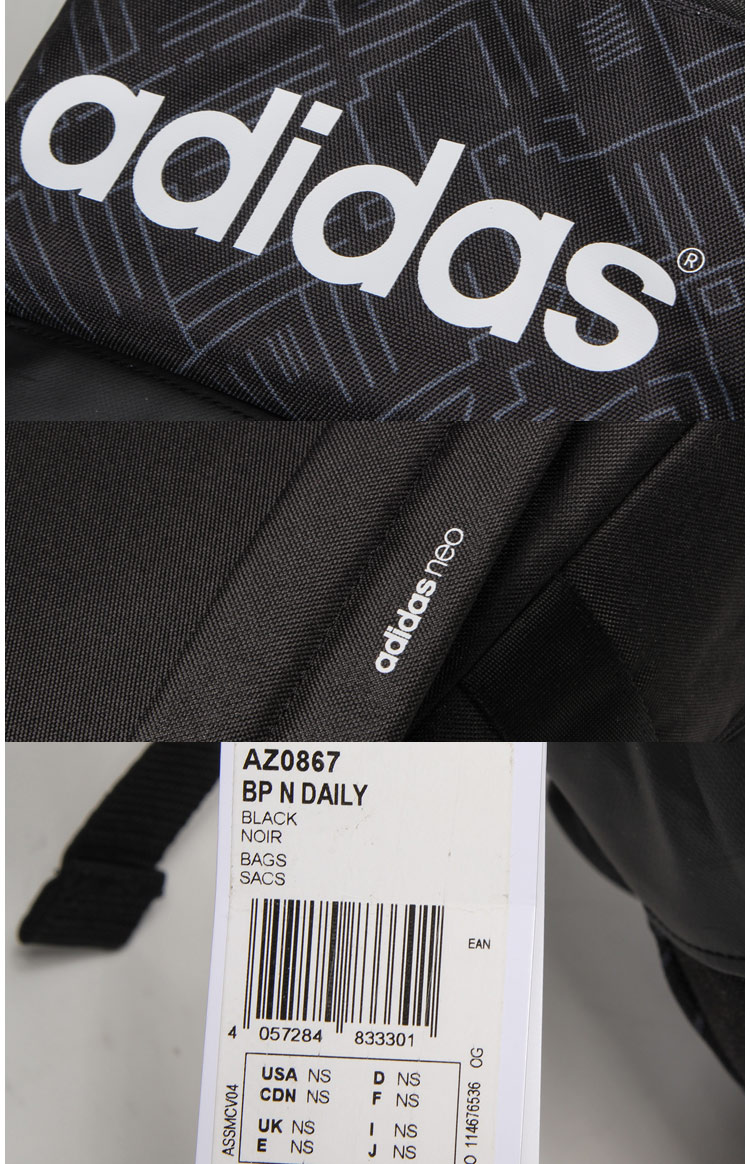 adidas®
adidas neo
AZ0867
BP N DAILY
BLACK
NOIR
BAGS
SACS
EAN
4 057284 833301
USA NS D NS
CDN NS F NS
UK NS I NS
E NS J NS
ASSMCV04
O 114676536 OG